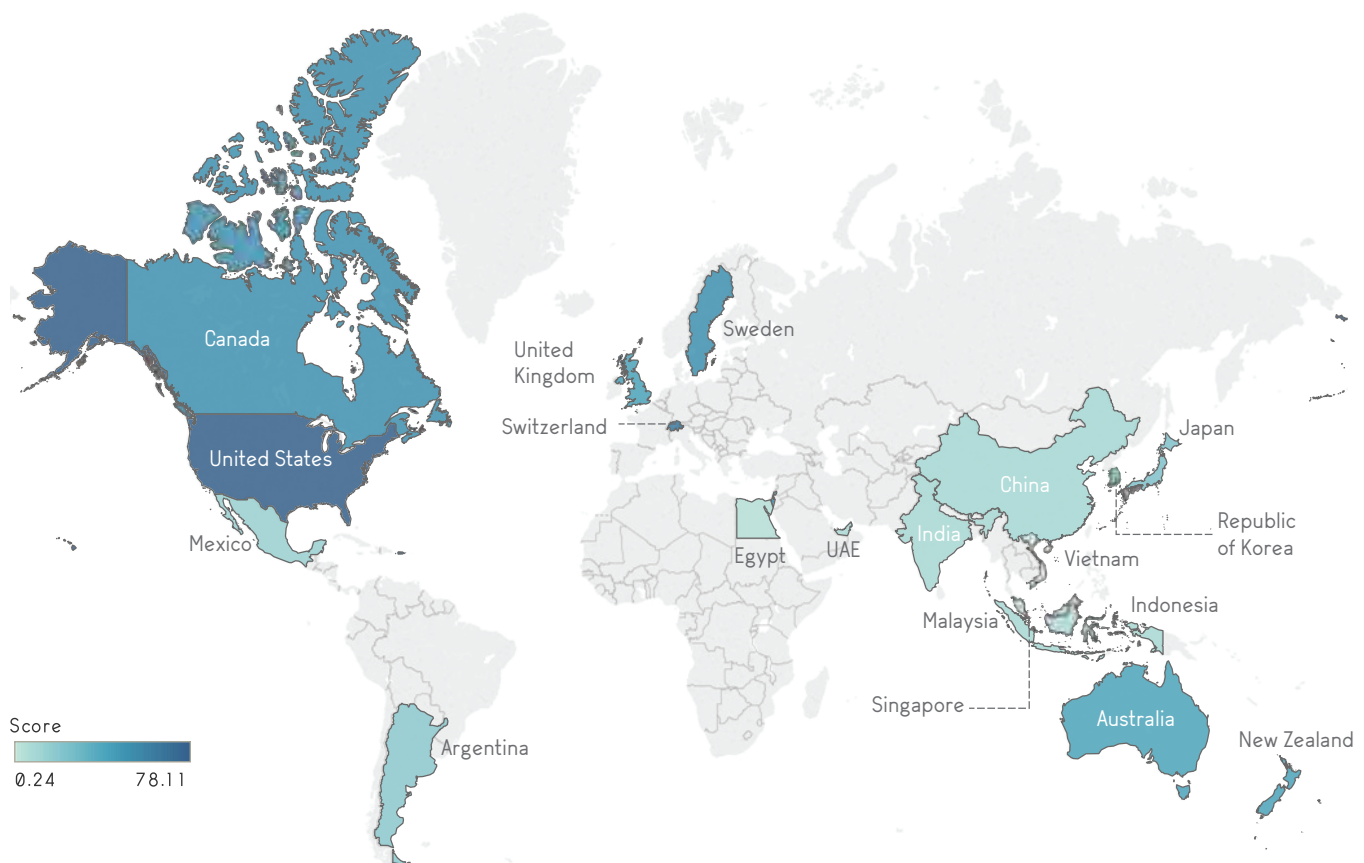 Canada
Sweden
United
Kingdom
Switzerland
Japan
United States
China
Republic
of Korea
India
Mexico
Egypt
UAE
Vietnam
Malaysia
Indonesia
Singapore
Australia
Score
New Zealand
Argentina
0.24 78.11